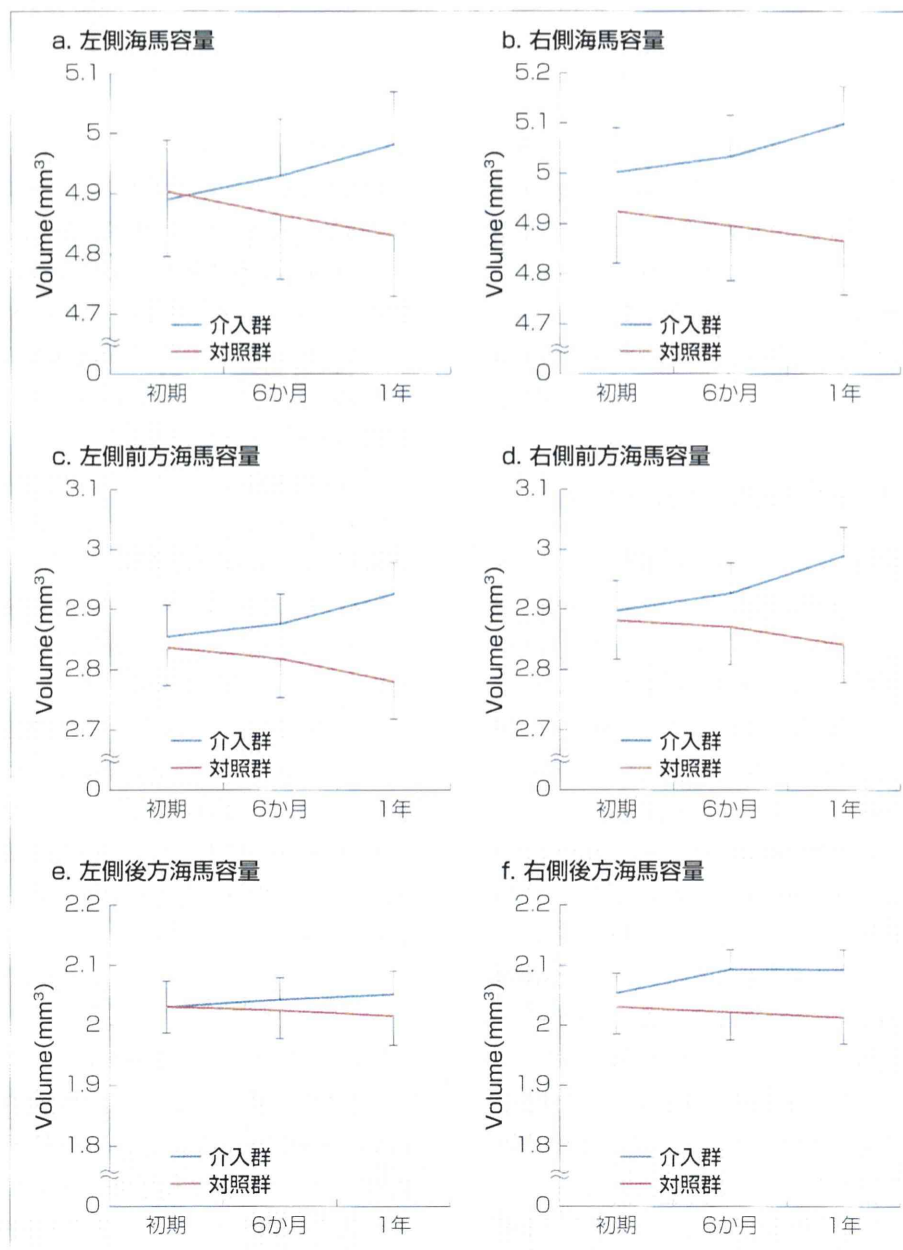 a. 左側海馬容量
5.1
5
4.9
4.8
4.7
0
Volume(mm³)
介入群
対照群
初期 6か月 1年
b. 右側海馬容量
5.2
5.1
5
4.9
4.8
4.7
0
Volume(mm³)
介入群
対照群
初期 6か月 1年
c. 左側前方海馬容量
3.1
3
2.9
2.8
2.7
0
Volume(mm³)
介入群
対照群
初期 6か月 1年
d. 右側前方海馬容量
3.1
3
2.9
2.8
2.7
0
Volume(mm³)
介入群
対照群
初期 6か月 1年
e. 左側後方海馬容量
2.2
2.1
2
1.9
1.8
0
Volume(mm³)
介入群
対照群
初期 6か月 1年
f. 右側後方海馬容量
2.2
2.1
2
1.9
1.8
0
Volume(mm³)
介入群
対照群
初期 6か月 1年